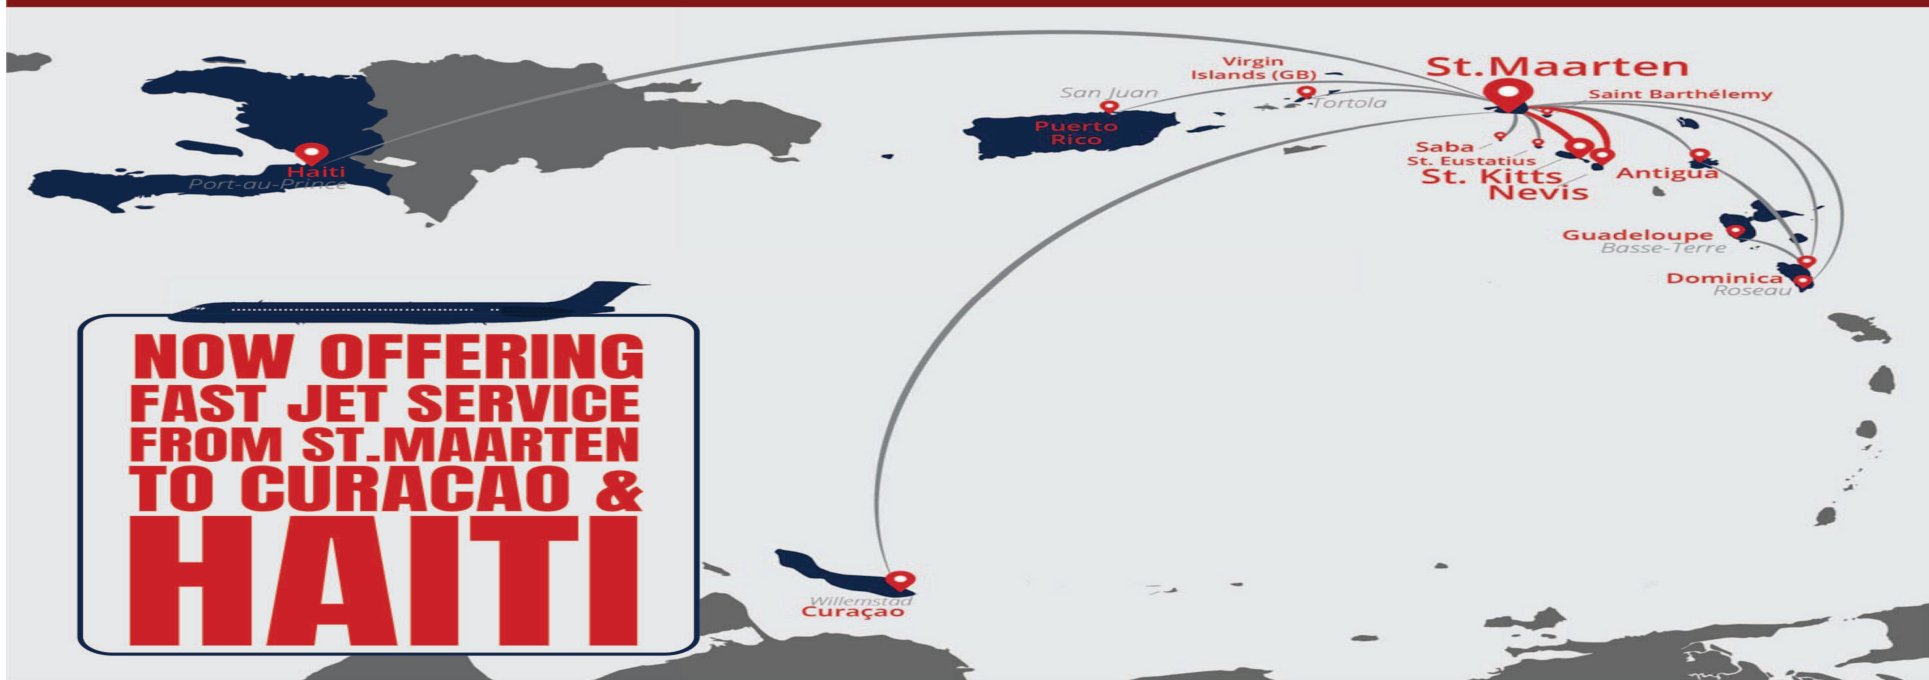 St.Maarten
Virgin
Islands (GB)
San Juan
Tortola
Saint Barthélemy
Puerto
Rico
Saba
St. Eustatius
St. Kitts
Nevis
Antigua
Haiti
Port-au-Prince
Guadeloupe
Basse-Terre
Dominica
Roseau
NOW OFFERING
FAST JET SERVICE
FROM ST.MAARTEN
TO CURACAO &
HAITI
Willemstad
Curaçao